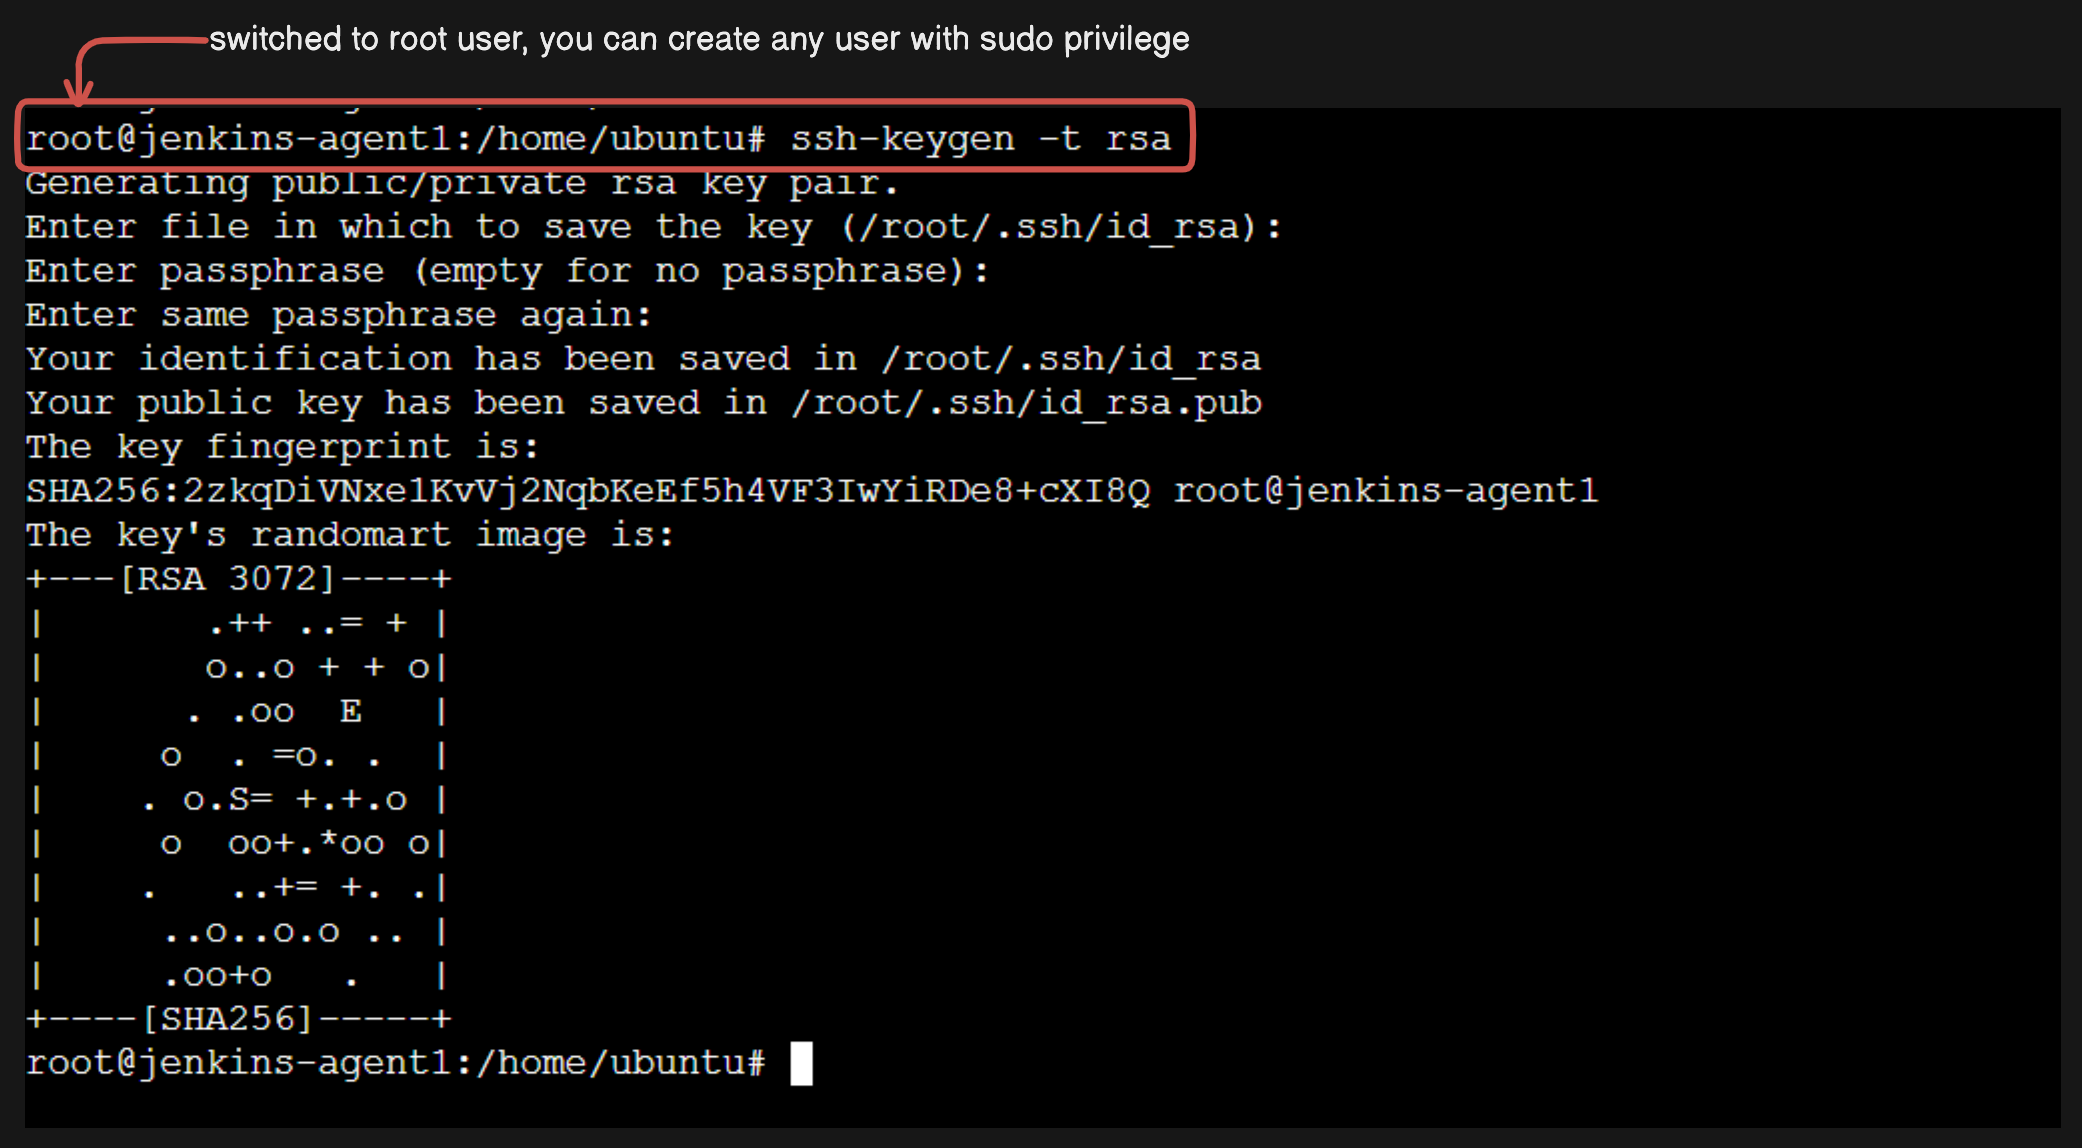 switched to root user, you can create any user with sudo privilege
root@jenkins-agent1:/home/ubuntu# ssh-keygen -t rsa
Generating public/private rsa key pair.
Enter file in which to save the key (/root/.ssh/id_rsa):
Enter passphrase (empty for no passphrase):
Enter same passphrase again:
Your identification has been saved in /root/.ssh/id_rsa
Your public key has been saved in /root/.ssh/id_rsa.pub
The key fingerprint is:
SHA256:2zkqDiVNxe1KvVj2NqbKeEf5h4VF3IwYiRDe8+cXI8Q root@jenkins-agent1
The key's randomart image is:
+---[RSA 3072]----+
|       .++ ..= + |
|       o..o + + o|
|      . .oo  E   |
|     o  . =o. .  |
|    . o.S= +.+.o |
|     o  oo+.*oo o|
|    .   ..+= +. .|
|     ..o..o.o .. |
|     .oo+o   .   |
+----[SHA256]-----+
root@jenkins-agent1:/home/ubuntu#